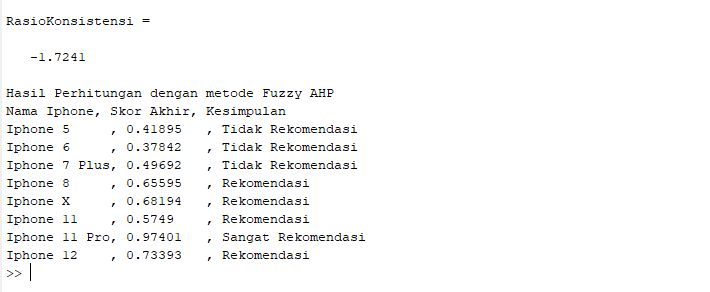 RasioKonsistensi =
-1.7241
Hasil Perhitungan dengan metode Fuzzy AHP
Nama Iphone, Skor Akhir, Kesimpulan
Iphone 5     , 0.41895   , Tidak Rekomendasi
Iphone 6     , 0.37842   , Tidak Rekomendasi
Iphone 7 Plus, 0.49692   , Tidak Rekomendasi
Iphone 8     , 0.65595   , Rekomendasi
Iphone X     , 0.68194   , Rekomendasi
Iphone 11    , 0.5749    , Rekomendasi
Iphone 11 Pro, 0.97401   , Sangat Rekomendasi
Iphone 12    , 0.73393   , Rekomendasi
>>